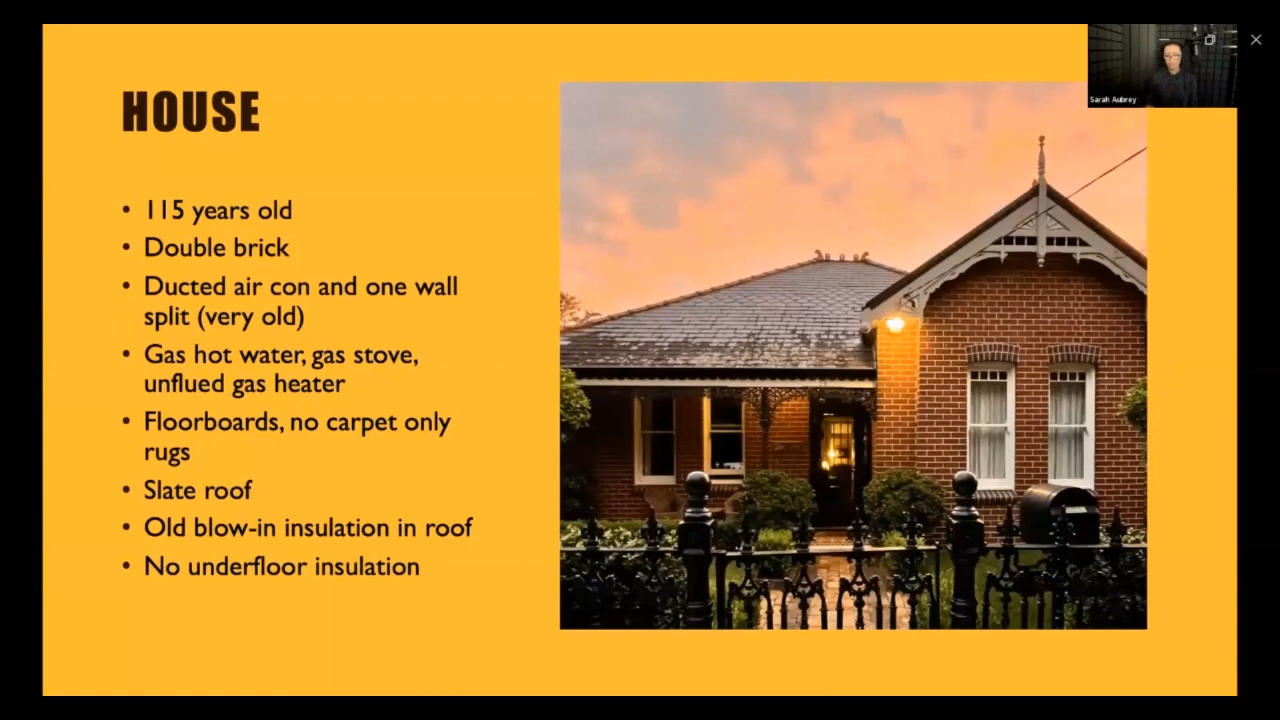 HOUSE
• 115 years old
• Double brick
• Ducted air con and one wall
split (very old)
• Gas hot water, gas stove,
unflued gas heater
• Floorboards, no carpet only
rugs
• Slate roof
• Old blow-in insulation in roof
• No underfloor insulation
Sarah Aubrey